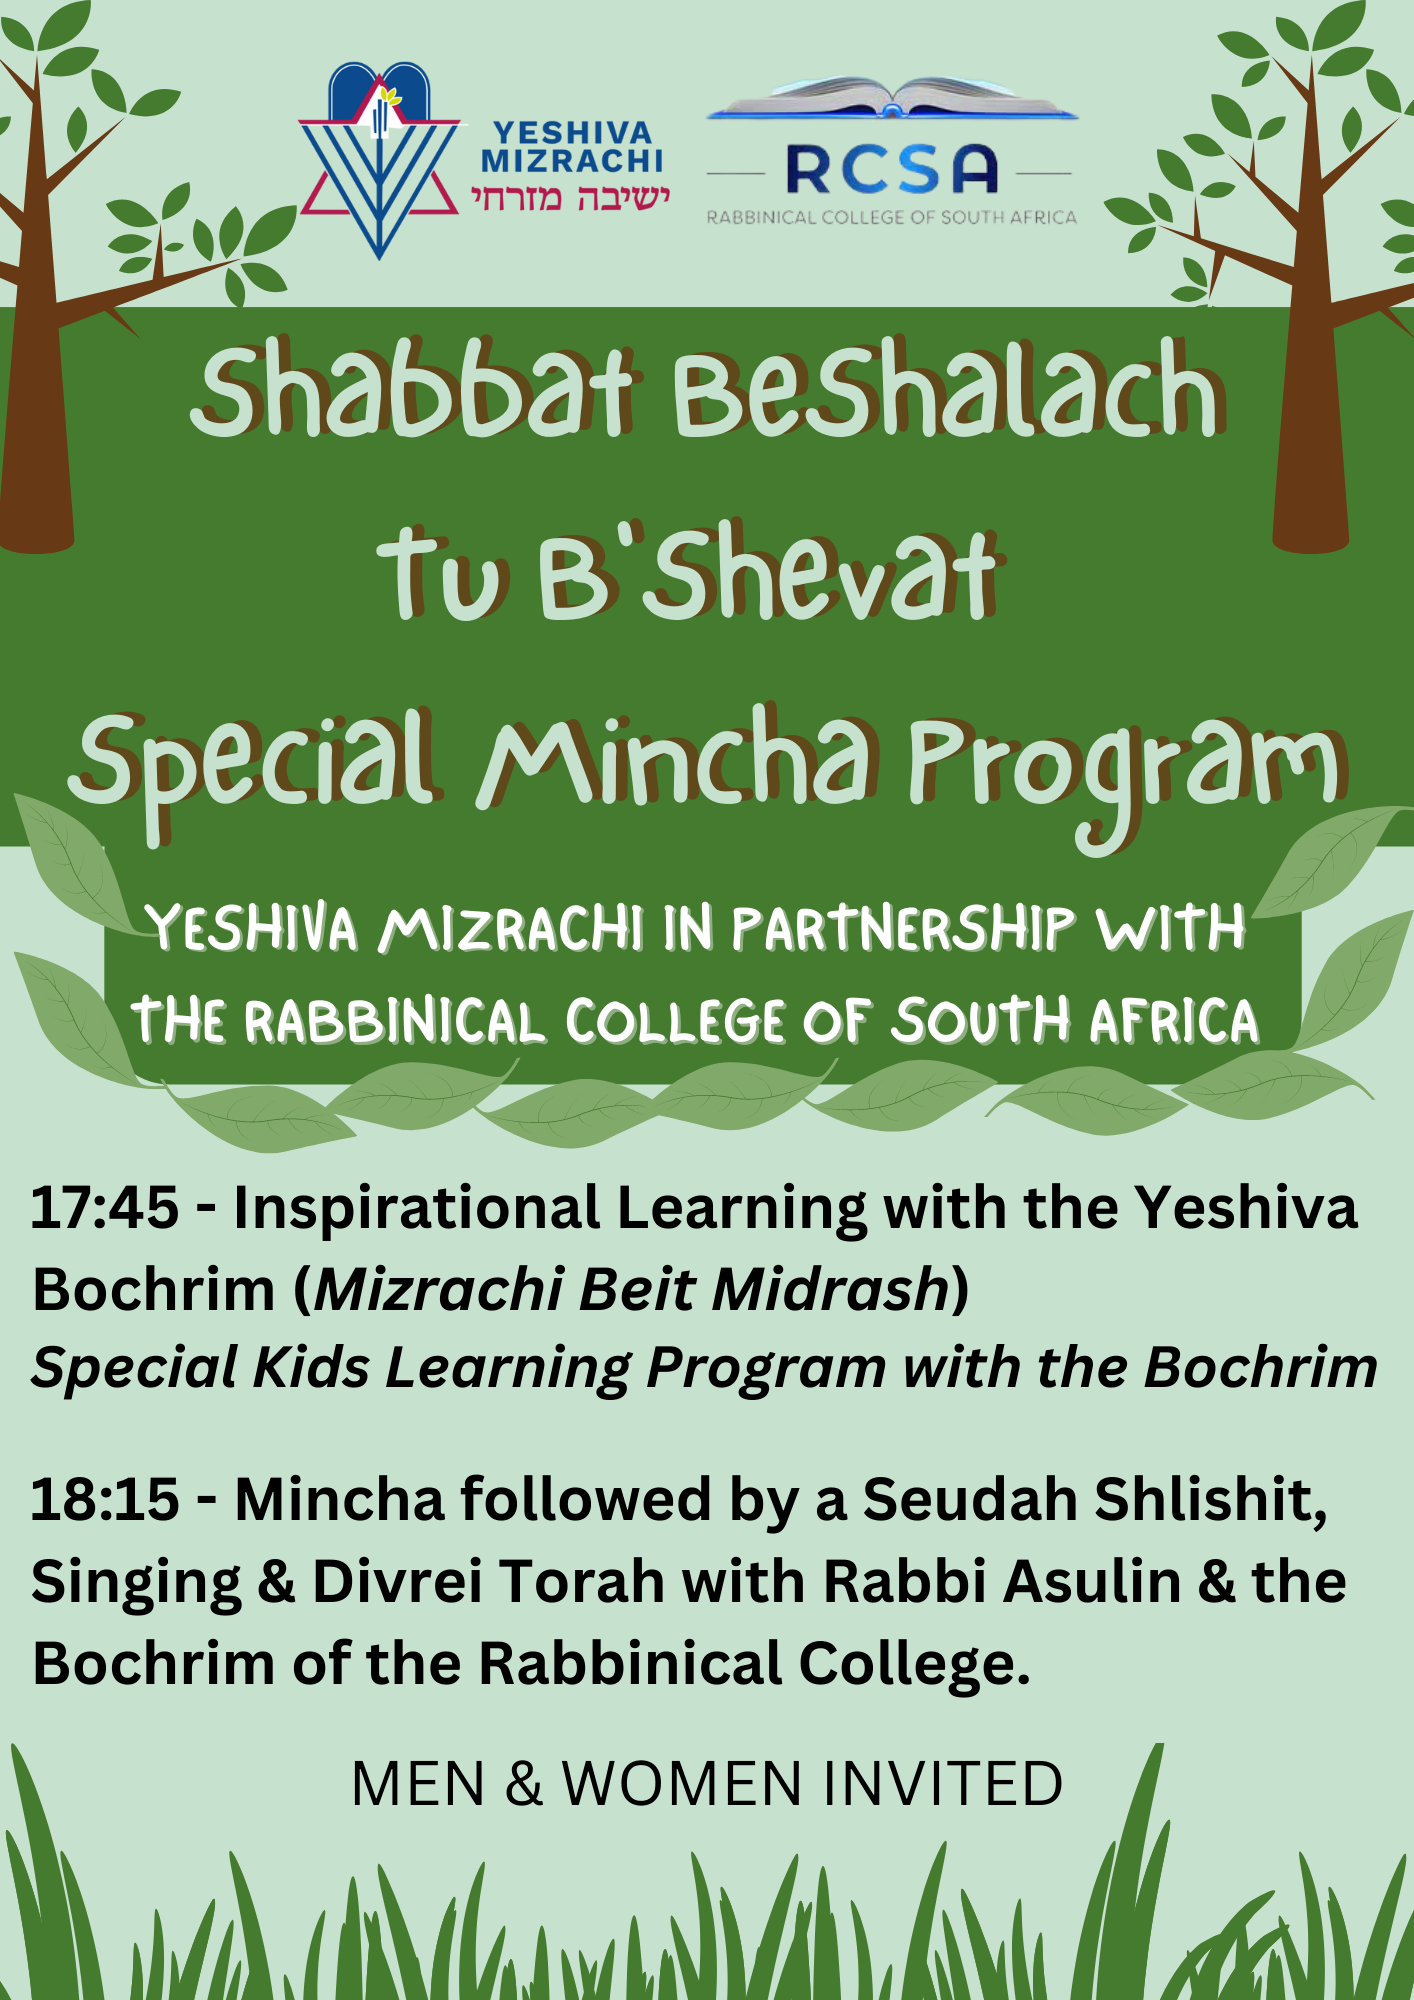 YESHIVA
MIZRACHI
ישיבה מזרחי
RCSA
RABBINICAL COLLEGE OF SOUTH AFRICA
Shabbat BeShalach
Tu B'Shevat
Special Mincha Program
YESHIVA MIZRACHI IN PARTNERSHIP WITH
THE RABBINICAL COLLEGE OF SOUTH AFRICA
17:45 - Inspirational Learning with the Yeshiva
Bochrim (Mizrachi Beit Midrash)
Special Kids Learning Program with the Bochrim
18:15 - Mincha followed by a Seudah Shlishit,
Singing & Divrei Torah with Rabbi Asulin & the
Bochrim of the Rabbinical College.
MEN & WOMEN INVITED